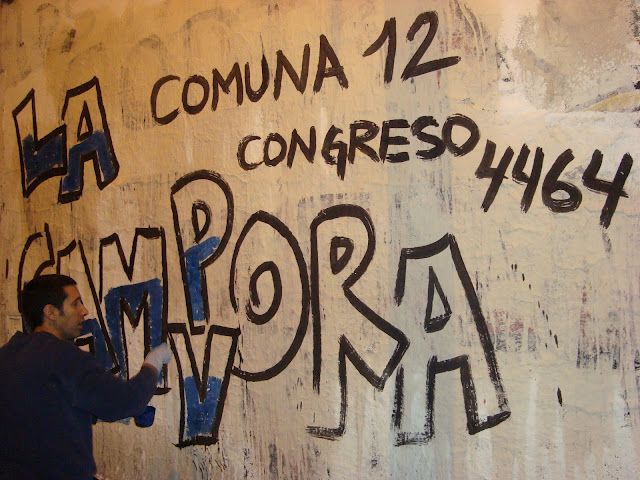 LA
COMUNA 12
CONGRESO 4464
CAMPORA
V